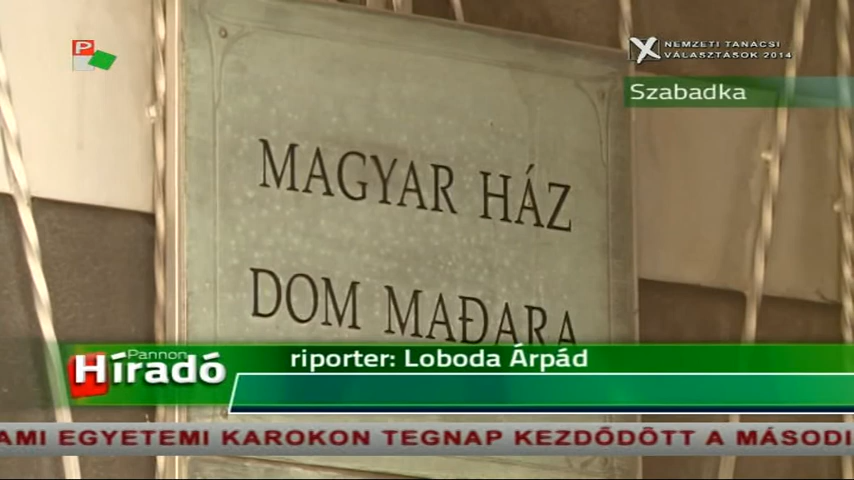 P
NEMZETI TANÁCSI
VÁLASZTÁSOK 2014
Szabadka
MAGYAR HÁZ
DOM MAĐARA
Pannon
Híradó
riporter: Loboda Árpád
AMI EGYETEMI KAROKON TEGNAP KEZDŐDÖTT A MÁSODI